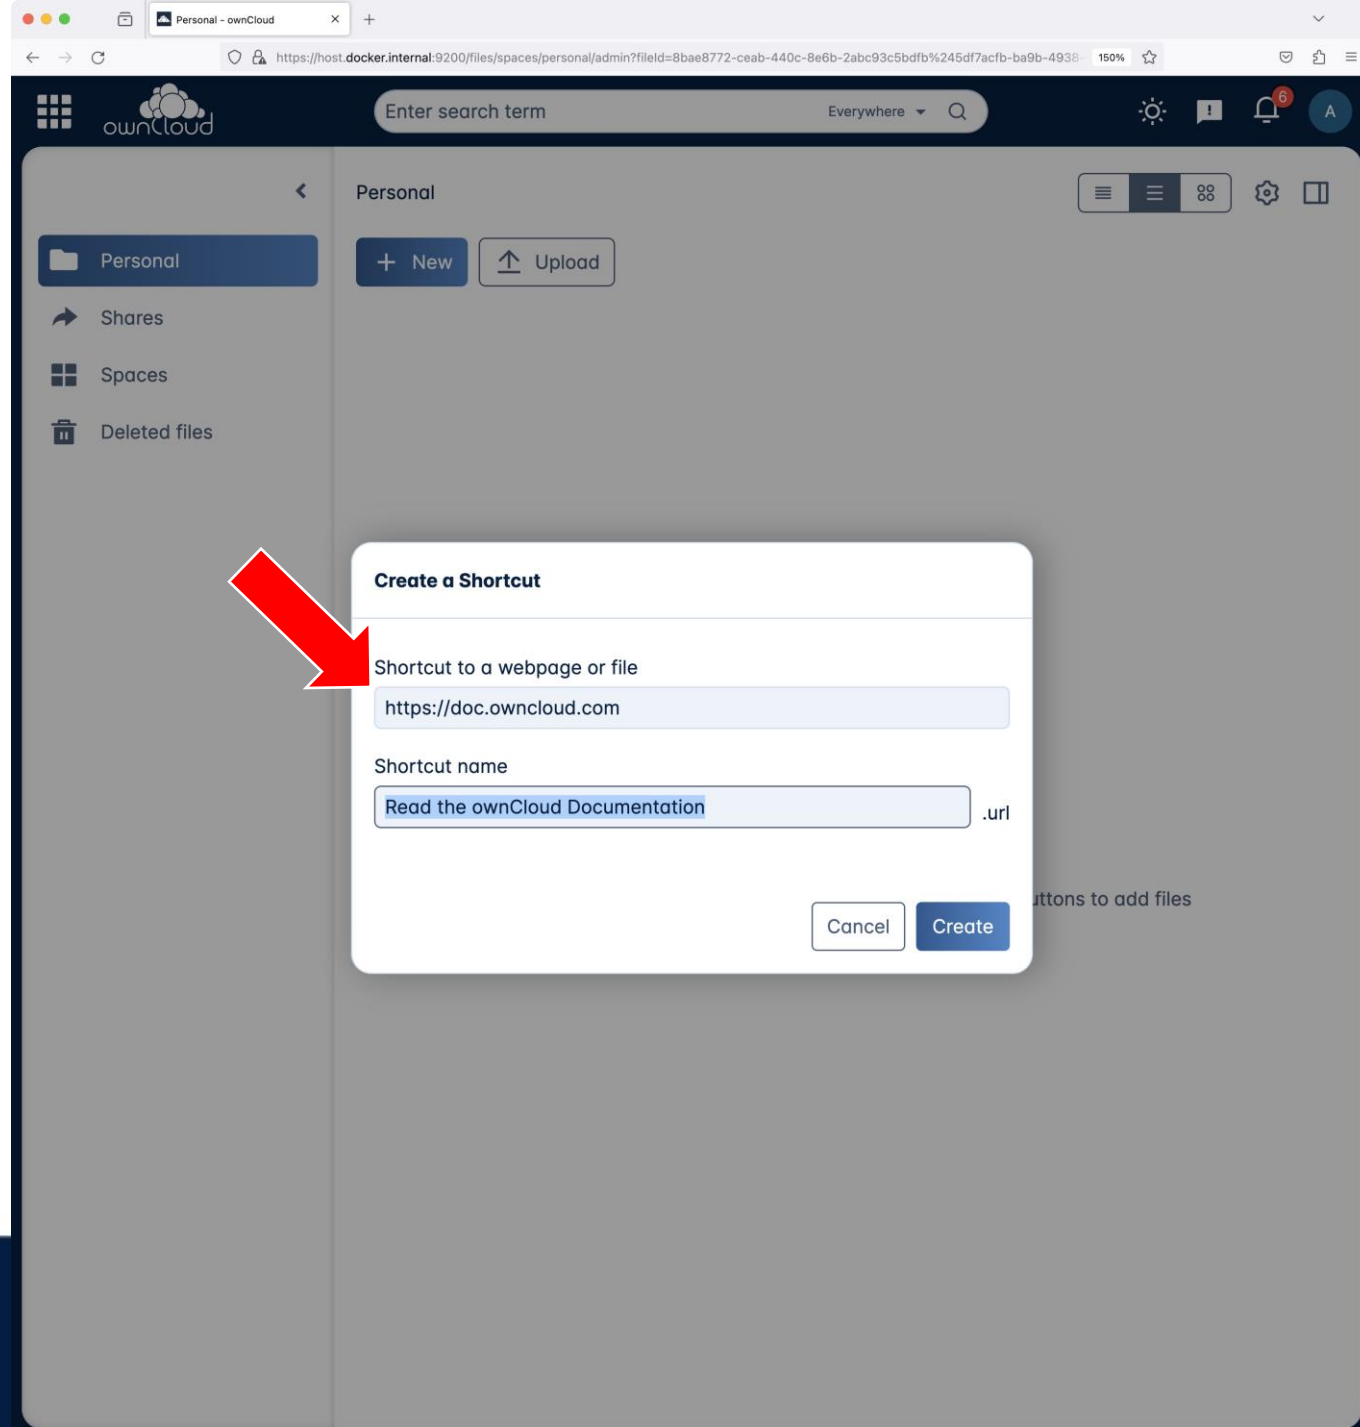 Personal - ownCloud
https://host.docker.internal:9200/files/spaces/personal/admin?fileId=8bae8772-ceab-440c-8e6b-2abc93c5bdfb%245df7acfb-ba9b-4938- 150%
ownCloud
Enter search term Everywhere
6
A
Personal
Personal
+ New Upload
Shares
Spaces
Deleted files
Create a Shortcut
Shortcut to a webpage or file
https://doc.owncloud.com
Shortcut name
Read the ownCloud Documentation .url
to add files
Cancel Create